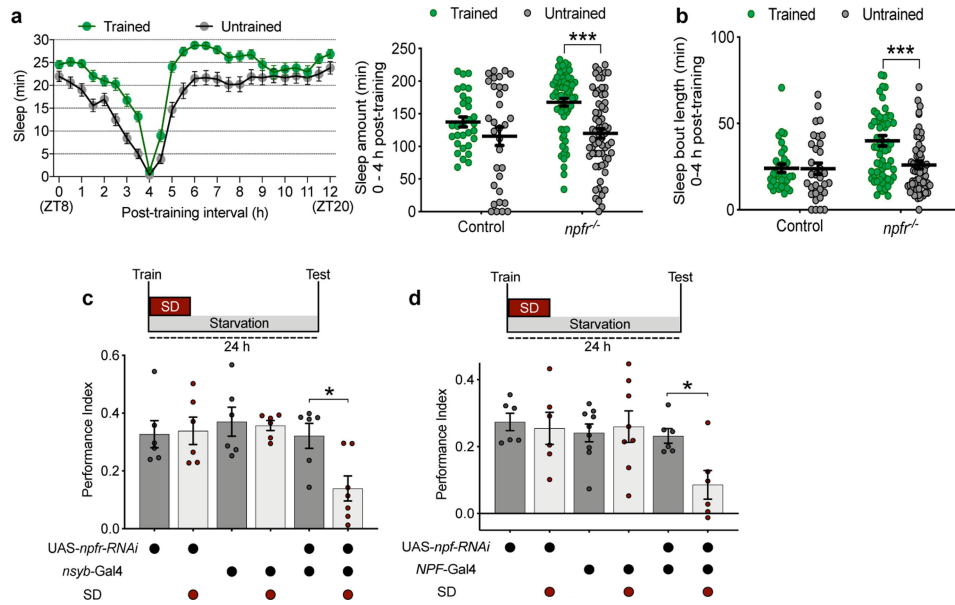 a
Trained Untrained
Sleep (min)
30
25
20
15
10
5
0
0 1 2 3 4 5 6 7 8 9 10 11 12
(ZT8) (ZT20)
Post-training interval (h)
Trained Untrained
Sleep amount (min)
0 - 4 h post-training
250
200
150
100
50
0
***
Control npfr-/-
b
Trained Untrained
Sleep bout length (min)
0-4 h post-training
100
50
0
***
Control npfr-/-
c
Train Test
SD
Starvation
24 h
Performance Index
0.6
0.4
0.2
0.0
*
UAS-npfr-RNAi
nsyb-Gal4
SD
d
Train Test
SD
Starvation
24 h
Performance Index
0.4
0.2
0.0
*
UAS-npf-RNAi
NPF-Gal4
SD